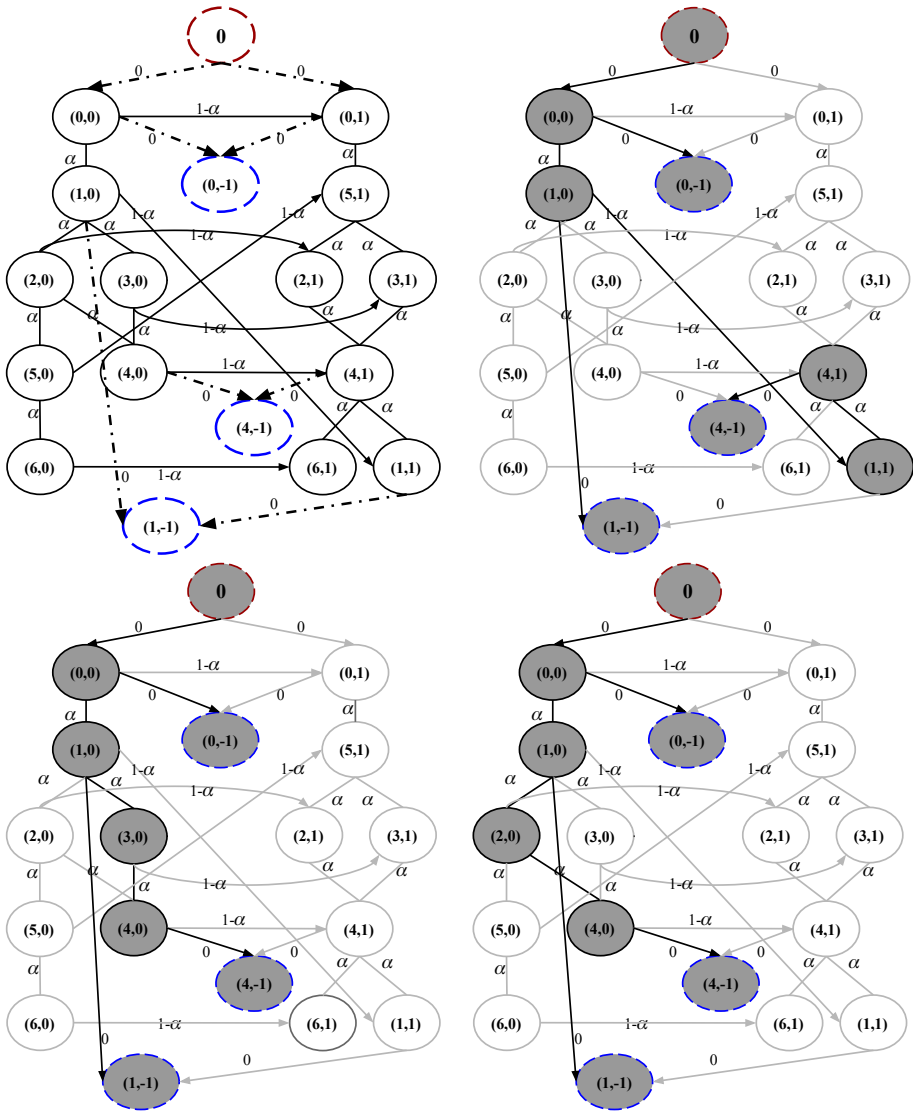 0
0
0
0
0
(0,0)
1-α
(0,1)
(0,0)
1-α
(0,1)
0
0
0
0
α
α
α
α
(1,0)
(0,-1)
(5,1)
(1,0)
(0,-1)
(5,1)
α
α
1-α
1-α
α
α
α
α
1-α
1-α
α
α
1-α
1-α
(2,0)
(3,0)
(2,1)
(3,1)
(2,0)
(3,0)
(2,1)
(3,1)
α
α
α
α
α
α
α
α
α
α
1-α
1-α
(5,0)
(4,0)
1-α
(4,1)
(5,0)
(4,0)
1-α
(4,1)
0
0
0
0
α
α
α
α
α
α
(4,-1)
(4,-1)
(6,0)
(6,1)
(1,1)
(6,0)
(6,1)
(1,1)
1-α
1-α
0
0
0
0
(1,-1)
(1,-1)
0
0
0
0
0
0
(0,0)
1-α
(0,1)
(0,0)
1-α
(0,1)
0
0
0
0
α
α
α
α
(1,0)
(0,-1)
(5,1)
(1,0)
(0,-1)
(5,1)
α
α
1-α
1-α
α
α
α
α
1-α
1-α
α
α
1-α
1-α
(2,0)
(3,0)
(2,1)
(3,1)
(2,0)
(3,0)
(2,1)
(3,1)
α
α
α
α
α
α
α
α
α
α
1-α
1-α
(5,0)
(4,0)
1-α
(4,1)
(5,0)
(4,0)
1-α
(4,1)
0
0
0
0
α
α
α
α
α
α
(4,-1)
(4,-1)
(6,0)
(6,1)
(1,1)
(6,0)
(6,1)
(1,1)
1-α
1-α
0
0
0
0
(1,-1)
(1,-1)